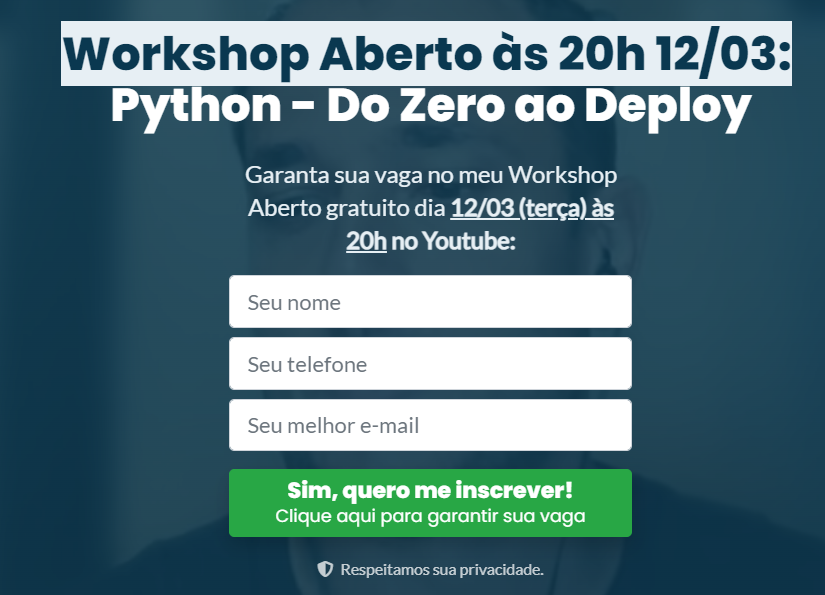 Workshop Aberto às 20h 12/03:
Python - Do Zero ao Deploy
Garanta sua vaga no meu Workshop
Aberto gratuito dia 12/03 (terça) às
20h no Youtube:
Seu nome
Seu telefone
Seu melhor e-mail
Sim, quero me inscrever!
Clique aqui para garantir sua vaga
Respeitamos sua privacidade.